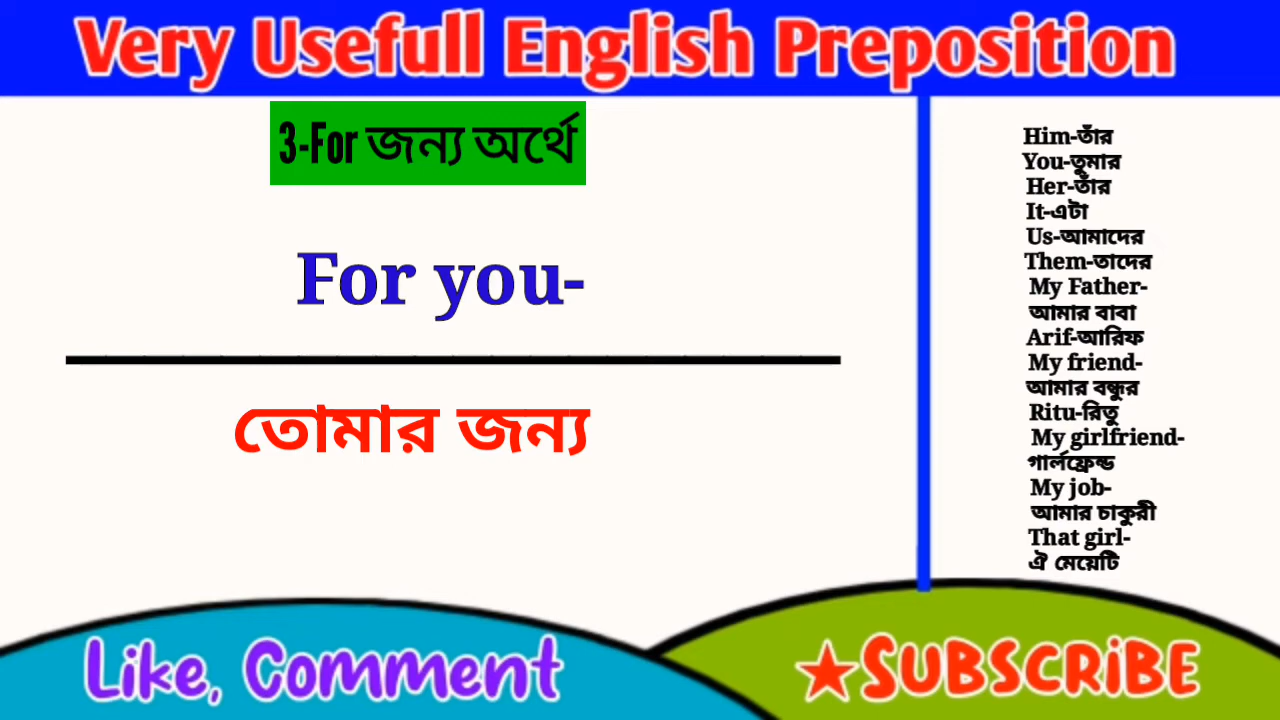 Very Usefull English Preposition
3-For জন্য অর্থে
For you-
তোমার জন্য
Him-তাঁর
You-তুমার
Her-তাঁর
It-এটা
Us-আমাদের
Them-তাদের
My Father-
আমার বাবা
Arif-আরিফ
My friend-
আমার বন্ধুর
Ritu-রিতু
My girlfriend-
গার্লফ্রেন্ড
My job-
আমার চাকুরী
That girl-
ঐ মেয়েটি
Like, Comment
★SUBSCRiBE